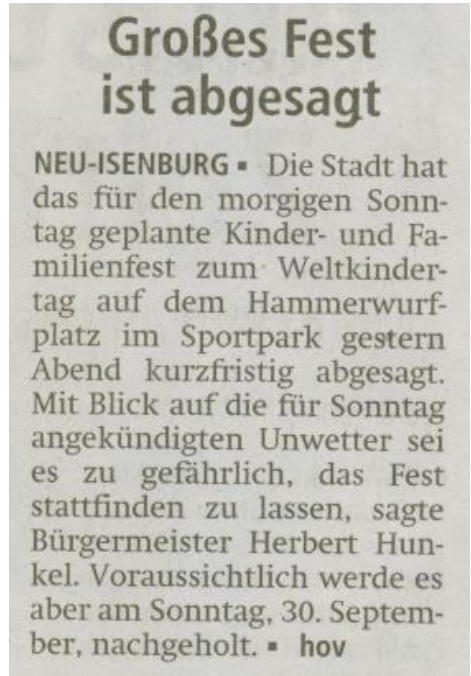 Großes Fest
ist abgesagt
NEU-ISENBURG ▪ Die Stadt hat
das für den morgigen Sonn-
tag geplante Kinder- und Fa-
milienfest zum Weltkinder-
tag auf dem Hammerwurf-
platz im Sportpark gestern
Abend kurzfristig abgesagt.
Mit Blick auf die für Sonntag
angekündigten Unwetter sei
es zu gefährlich, das Fest
stattfinden zu lassen, sagte
Bürgermeister Herbert Hun-
kel. Voraussichtlich werde es
aber am Sonntag, 30. Septem-
ber, nachgeholt. ▪ hov